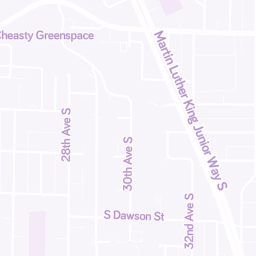 Cheasty Greenspace
Martin Luther King Junior Way S
28th Ave S
30th Ave S
S Dawson St
32nd Ave S